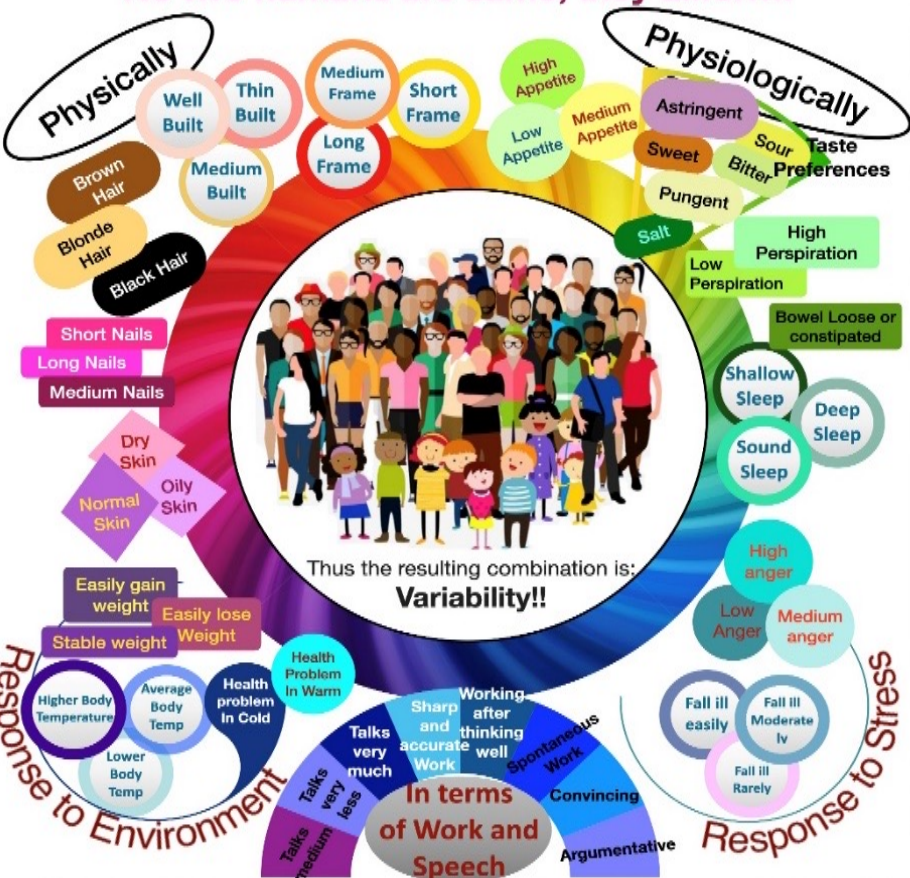 Physically
Well
Built
Thin
Built
Medium
Built
Medium
Frame
Short
Frame
Long
Frame
Brown
Hair
Blonde
Hair
Black Hair
Short Nails
Long Nails
Medium Nails
Dry
Skin
Oily
Skin
Normal
Skin
Easily gain
weight
Easily lose
Weight
Stable weight
Physiologically
High
Appetite
Low
Appetite
Medium
Appetite
Astringent
Sour
Sweet
Bitter
Pungent
Salt
Taste
Preferences
High
Perspiration
Low
Perspiration
Bowel Loose or
constipated
Shallow
Sleep
Deep
Sleep
Sound
Sleep
High
anger
Low
Anger
Medium
anger
Thus the resulting combination is:
Variability!!
Response to Environment
Higher Body
Temperature
Average
Body
Temp
Lower
Body
Temp
Health
problem
In Cold
Health
Problem
In Warm
Talks
medium
Talks
very
less
Talks
very
much
Sharp
and
accurate
Work
Working
after
thinking
well
Spontaneous
Work
Convincing
Argumentative
In terms
of Work and
Speech
Response to Stress
Fall ill
easily
Fall ill
Moderate
ly
Fall ill
Rarely